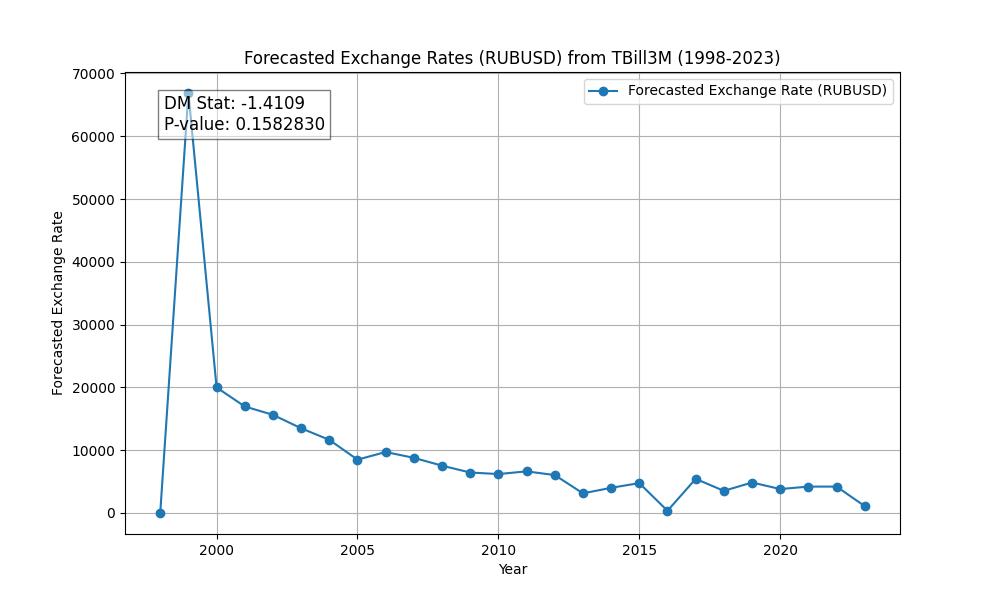 Forecasted Exchange Rates (RUBUSD) from TBill3M (1998-2023)
70000
60000
50000
40000
30000
20000
10000
0
Forecasted Exchange Rate
DM Stat: -1.4109
P-value: 0.1582830
Forecasted Exchange Rate (RUBUSD)
2000
2005
2010
2015
2020
Year